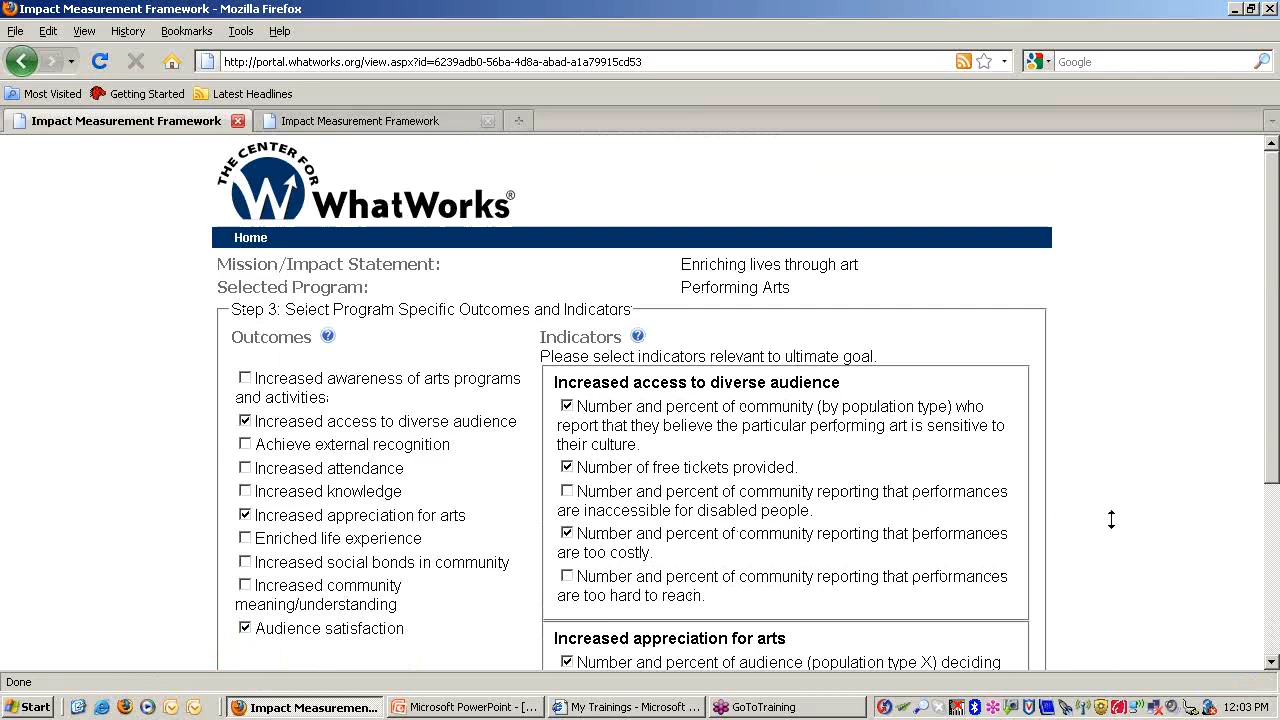 Impact Measurement Framework - Mozilla Firefox
File Edit View History Bookmarks Tools Help
http://portal.whatworks.org/view.aspx?id=6239adb0-56ba-4d8a-abad-a1a79915cd53
Google
Most Visited Getting Started Latest Headlines
Impact Measurement Framework Impact Measurement Framework
THE CENTER FOR
WhatWorks®
Home
Mission/Impact Statement: Enriching lives through art
Selected Program: Performing Arts
Step 3: Select Program Specific Outcomes and Indicators
Outcomes
Increased awareness of arts programs
and activities;
Increased access to diverse audience
Achieve external recognition
Increased attendance
Increased knowledge
Increased appreciation for arts
Enriched life experience
Increased social bonds in community
Increased community
meaning/understanding
Audience satisfaction
Indicators
Please select indicators relevant to ultimate goal.
Increased access to diverse audience
Number and percent of community (by population type) who
report that they believe the particular performing art is sensitive to
their culture.
Number of free tickets provided.
Number and percent of community reporting that performances
are inaccessible for disabled people.
Number and percent of community reporting that performances
are too costly.
Number and percent of community reporting that performances
are too hard to reach.
Increased appreciation for arts
Number and percent of audience (population type X) deciding
Done
Start Impact Measuremen... Microsoft PowerPoint - [... My Trainings - Microsoft ... GoToTraining 12:03 PM